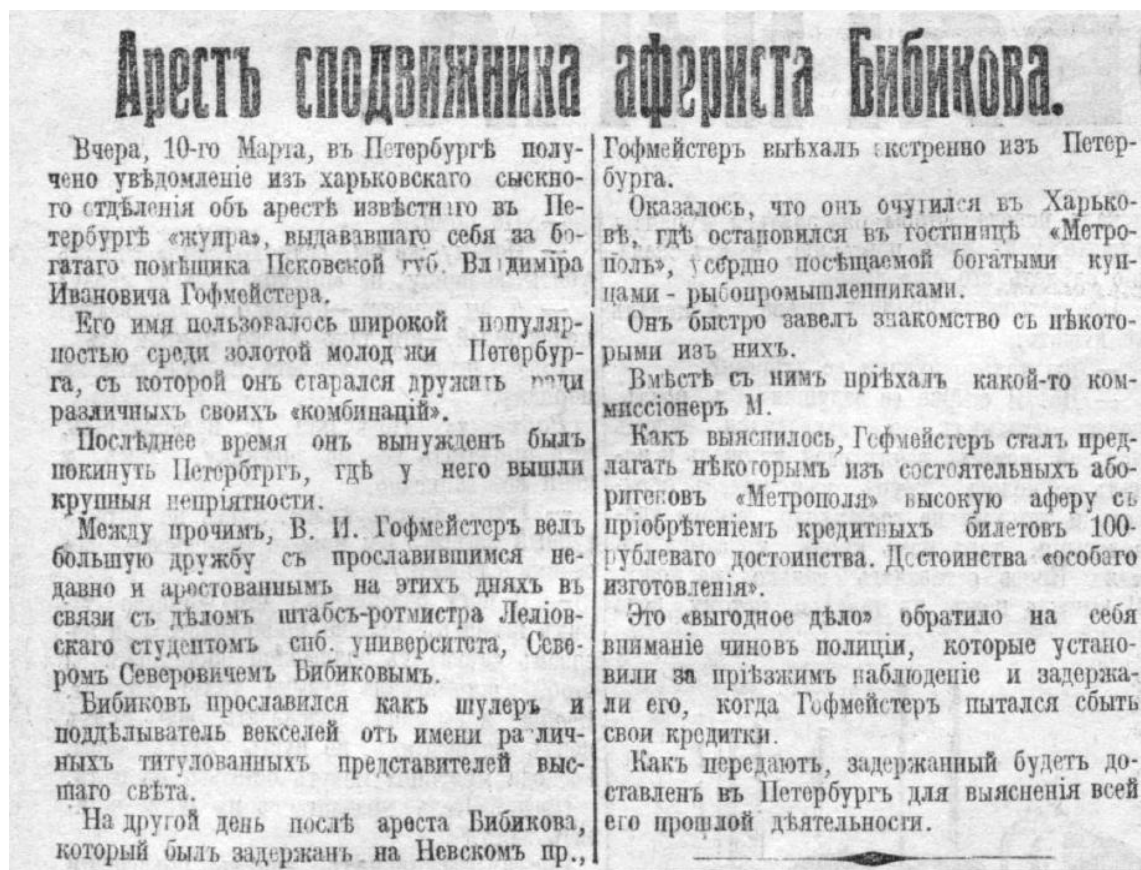 Арестъ сподвижника афериста Бибикова.
Вчера, 10-го Марта, въ Петербургѣ полу-
чено увѣдомленіе изъ харьковскаго сыскно-
го отдѣленія объ арестѣ извѣстнаго въ Пе-
тербургѣ «жуира», выдававшаго себя за бо-
гатаго помѣщика Псковской губ. Владиміра
Ивановича Гофмейстера.
Его имя пользовалось широкой популяр-
ностью среди золотой молод жи Петербур-
га, съ которой онъ старался дружить ради
различныхъ своихъ «комбинацій».
Послѣднее время онъ вынужденъ былъ
покинуть Петербтргъ, гдѣ у него вышли
крупныя непріятности.
Между прочимъ, В. И. Гофмейстеръ велъ
большую дружбу съ прославившимся не-
давно и арестованнымъ на этихъ дняхъ въ
связи съ дѣломъ штабсъ-ротмистра Леліов-
скаго студентомъ спб. университета, Севе-
ромъ Северовичемъ Бибиковымъ.
Бибиковъ прославился какъ шулеръ и
поддѣлыватель векселей отъ имени ра лич-
ныхъ титулованныхъ представителей выс-
шаго свѣта.
На другой день послѣ ареста Бибикова,
который былъ задержанъ на Невскомъ пр.,
Гофмейстеръ выѣхалъ экстренно изъ Петер-
бурга.
Оказалось, что онъ очутился въ Харько-
вѣ, гдѣ остановился въ гостиницѣ «Метро-
поль», усердно посѣщаемой богатыми куп-
цами - рыбопромышленниками.
Онъ быстро завелъ знакомство съ нѣкото-
рыми изъ нихъ.
Вмѣстѣ съ нимъ пріѣхалъ какой-то ком-
миссіонеръ М.
Какъ выяснилось, Гофмейстеръ сталъ пред-
лагать нѣкоторымъ изъ состоятельныхъ або-
ригеновъ «Метрополя» высокую аферу съ
пріобрѣтеніемъ кредитныхъ билетовъ 100-
рублеваго достоинства. Достоинства «особаго
изготовленія».
Это «выгодное дѣло» обратило на себя
вниманіе чиновъ полиціи, которые устано-
вили за пріѣзжимъ наблюденіе и задержа-
ли его, когда Гофмейстеръ пытался сбыть
свои кредитки.
Какъ передаютъ, задержанный будетъ до-
ставленъ въ Петербургъ для выясненія всей
его прошлой дѣятельности.